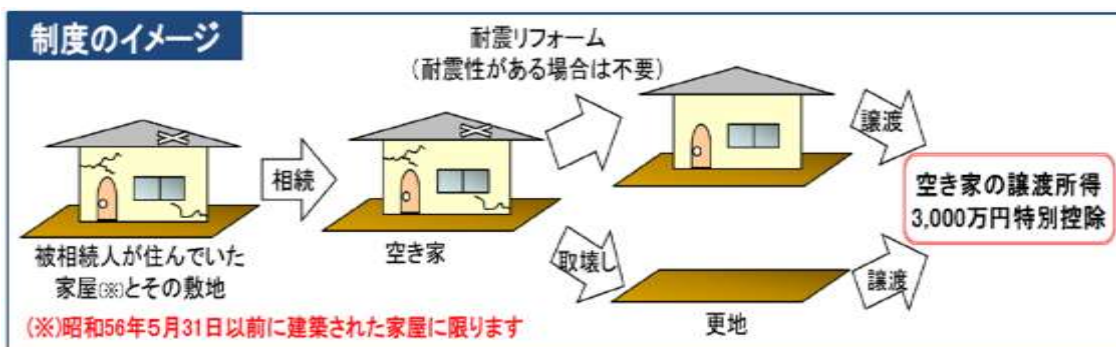 制度のイメージ
耐震リフォーム
（耐震性がある場合は不要）
相続
譲渡
被相続人が住んでいた
家屋(※)とその敷地
空き家
取壊し
更地
譲渡
空き家の譲渡所得
3,000万円特別控除
(※)昭和56年5月31日以前に建築された家屋に限ります